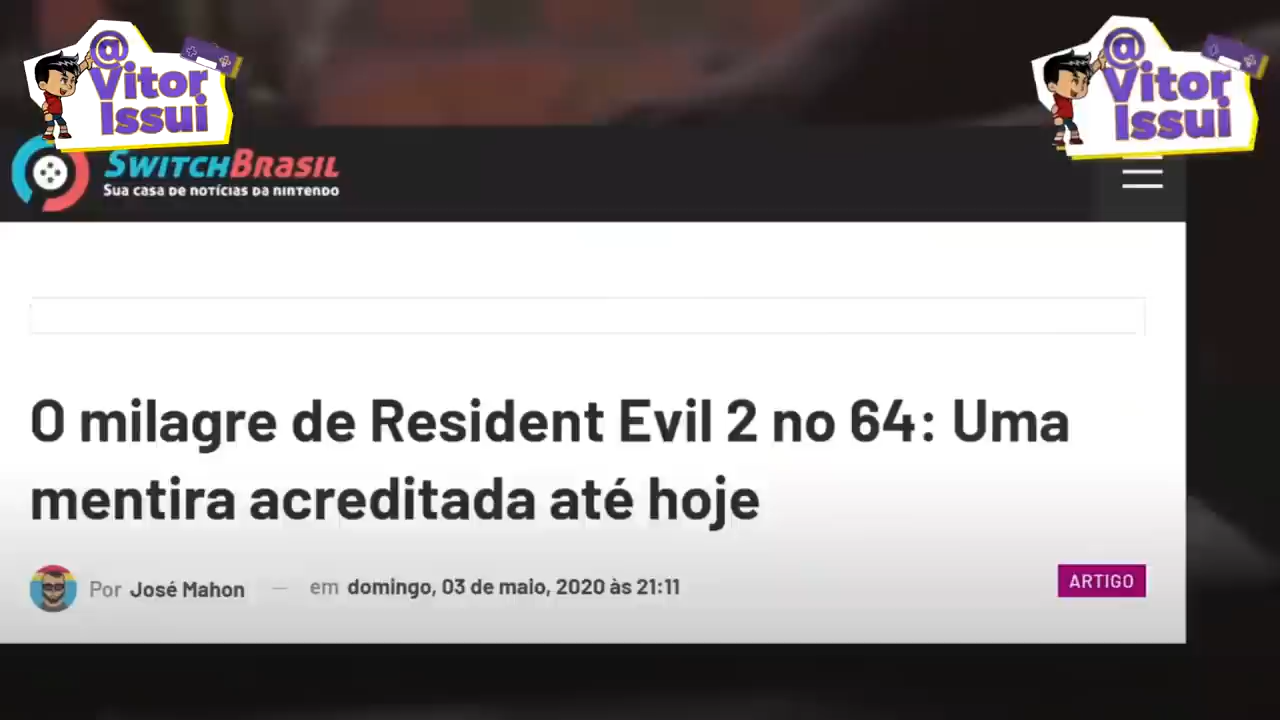 @
Vitor
Issui
@
Vitor
Issui
SWITCHBRASIL
SUA CASA DE NOTÍCIAS DA NINTENDO
O milagre de Resident Evil 2 no 64: Uma
mentira acreditada até hoje
Por José Mahon — em domingo, 03 de maio, 2020 às 21:11
ARTIGO